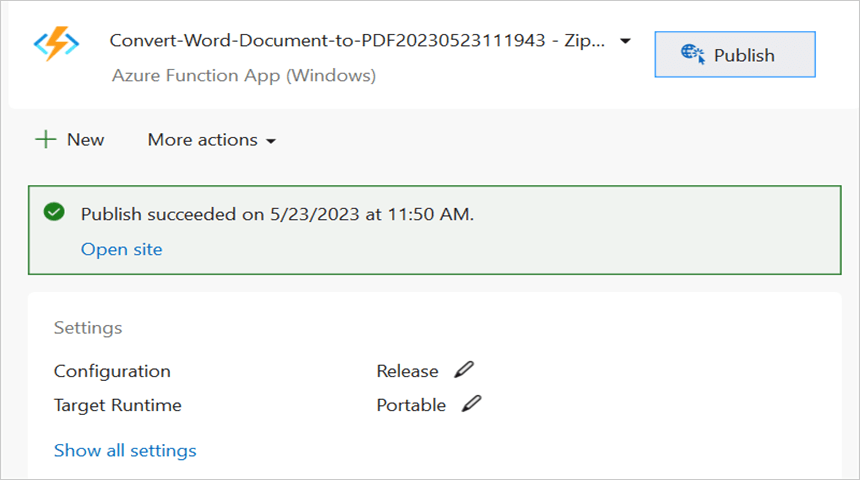 Convert-Word-Document-to-PDF20230523111943 - Zip...
Publish
Azure Function App (Windows)
New
More actions
Publish succeeded on 5/23/2023 at 11:50 AM.
Open site
Settings
Configuration Release
Target Runtime Portable
Show all settings